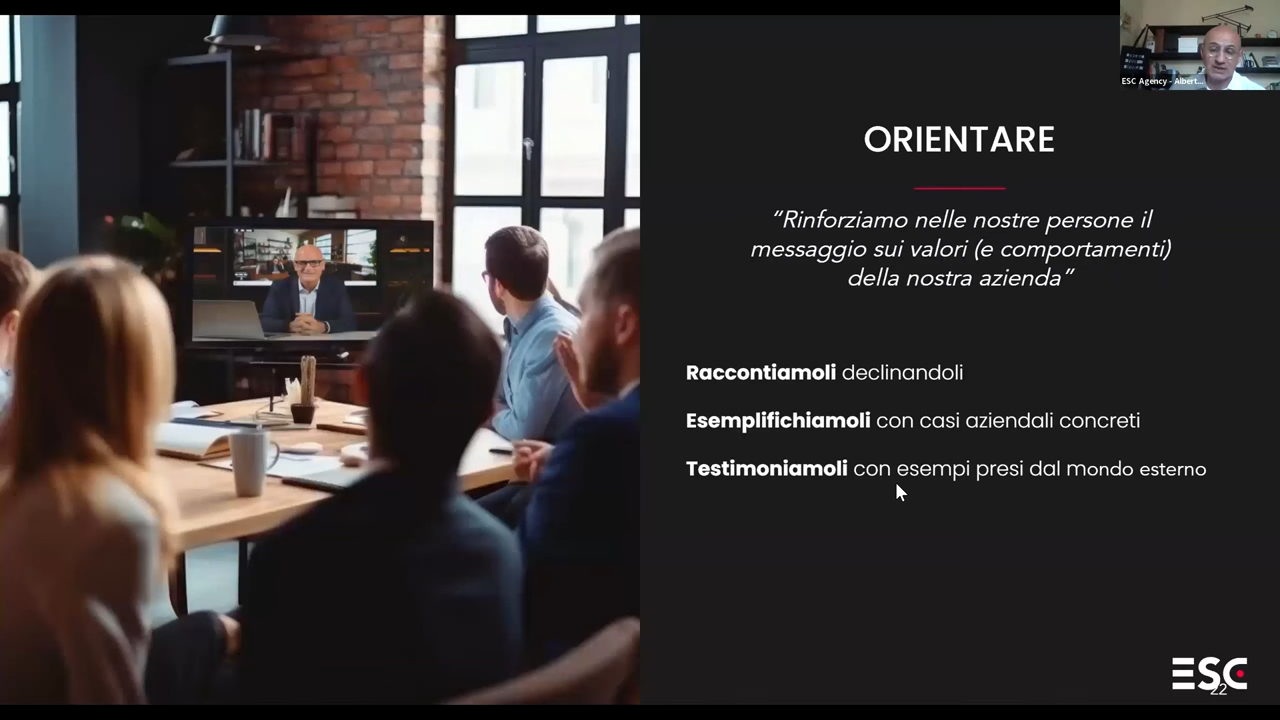 ESC Agency - Albert...
ORIENTARE
“Rinforziamo nelle nostre persone il
messaggio sui valori (e comportamenti)
della nostra azienda”
Raccontiamoli declinandoli
Esemplifichiamoli con casi aziendali concreti
Testimoniamoli con esempi presi dal mondo esterno
ESC
22